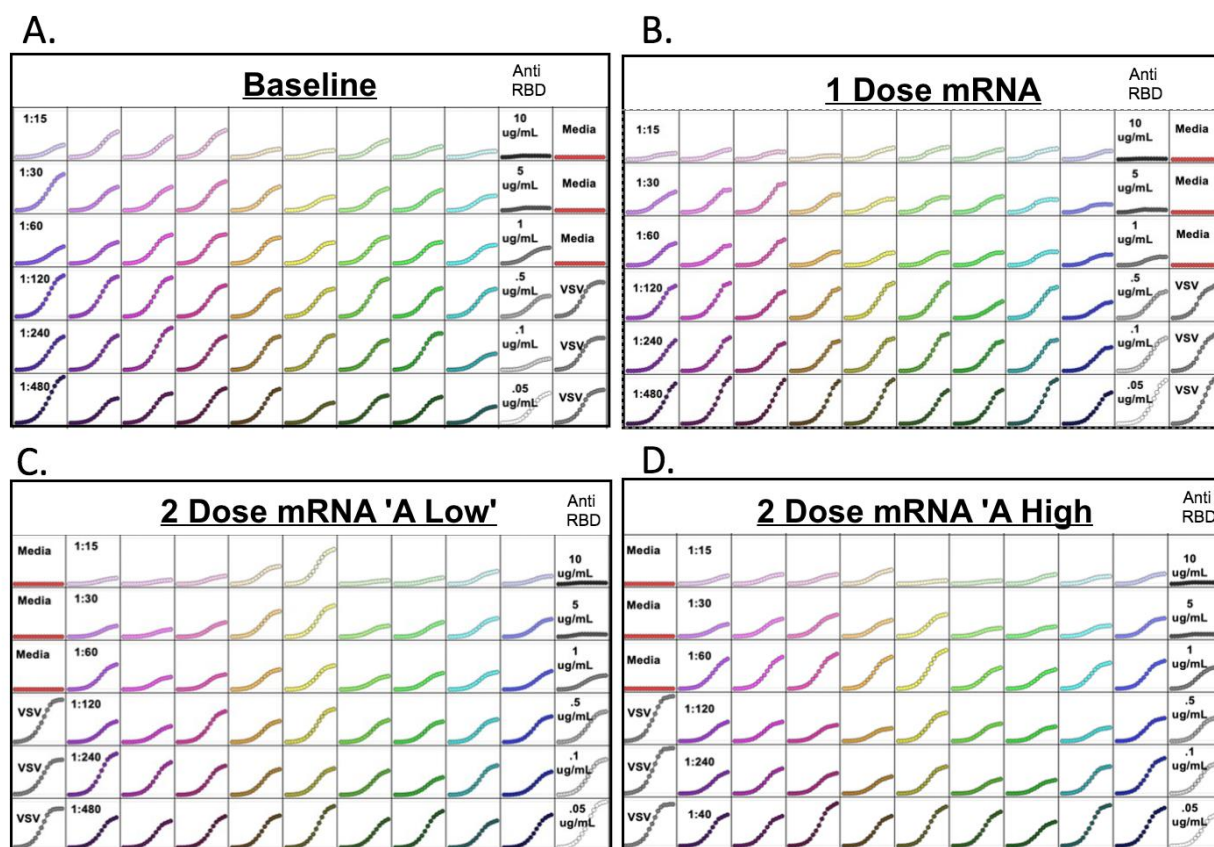 A.
Baseline
Anti
RBD
1:15
10
ug/mL
Media
1:30
5
ug/mL
Media
1:60
1
ug/mL
Media
1:120
.5
ug/mL
VSV
1:240
.1
ug/mL
VSV
1:480
.05
ug/mL
VSV
B.
1 Dose mRNA
Anti
RBD
1:15
10
ug/mL
Media
1:30
5
ug/mL
Media
1:60
1
ug/mL
Media
1:120
.5
ug/mL
VSV
1:240
.1
ug/mL
VSV
1:480
.05
ug/mL
VSV
C.
2 Dose mRNA 'A Low'
Anti
RBD
Media
1:15
10
ug/mL
Media
1:30
5
ug/mL
Media
1:60
1
ug/mL
VSV
1:120
.5
ug/mL
1:240
.1
ug/mL
VSV
VSV
1:480
.05
ug/mL
D.
2 Dose mRNA 'A High
Anti
RBD
Media
1:15
10
ug/mL
Media
1:30
5
ug/mL
Media
1:60
1
ug/mL
VSV
1:120
.5
ug/mL
VSV
1:240
.1
ug/mL
VSV
1:40
.05
ug/mL